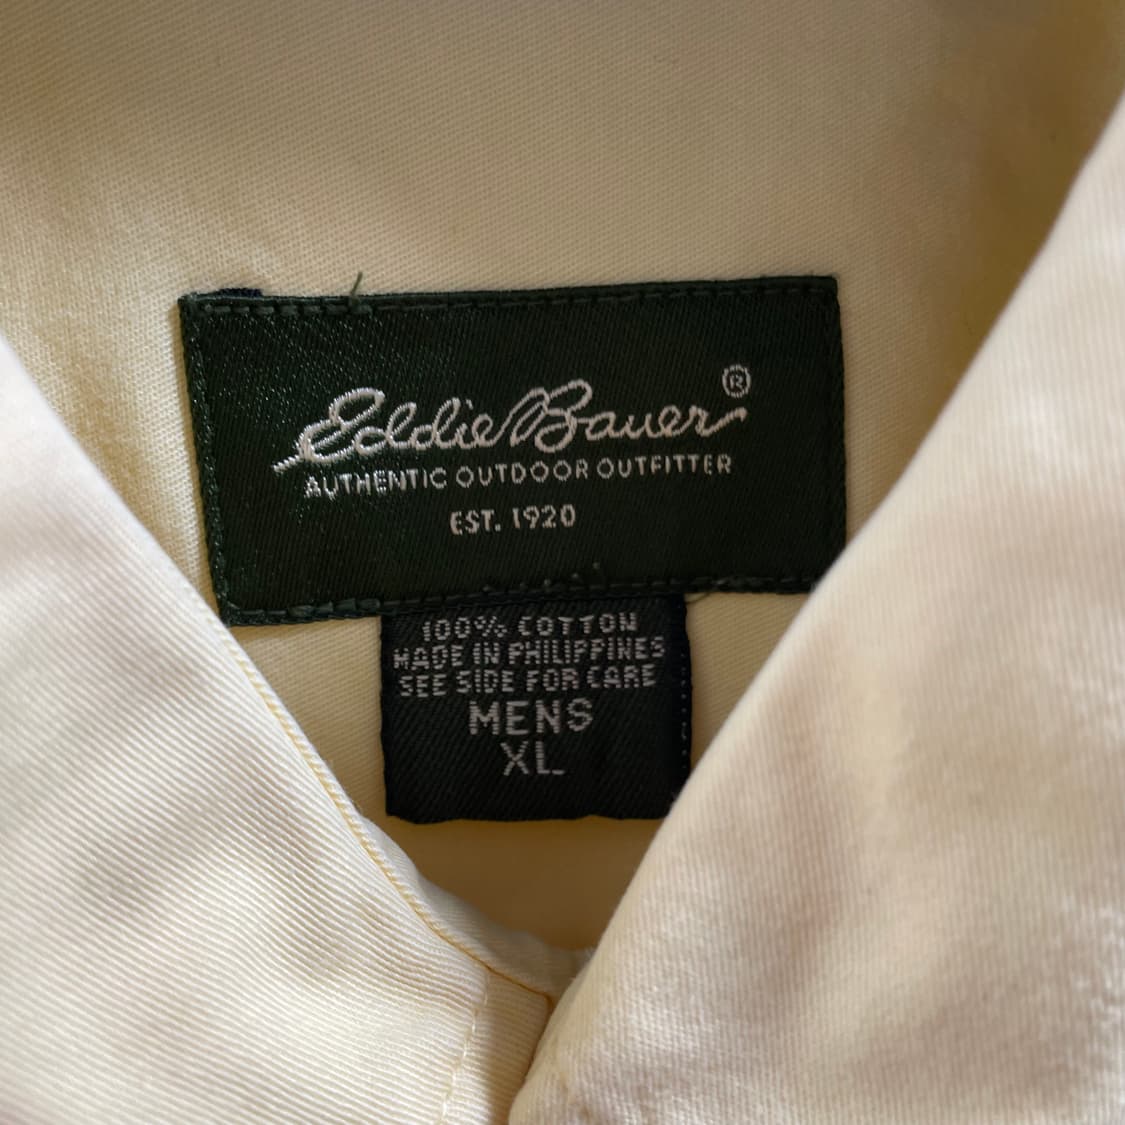 Eddie Bauer®
AUTHENTIC OUTDOOR OUTFITTER
EST. 1920
100% COTTON
MADE IN PHILIPPINES
SEE SIDE FOR CARE
MENS
XL